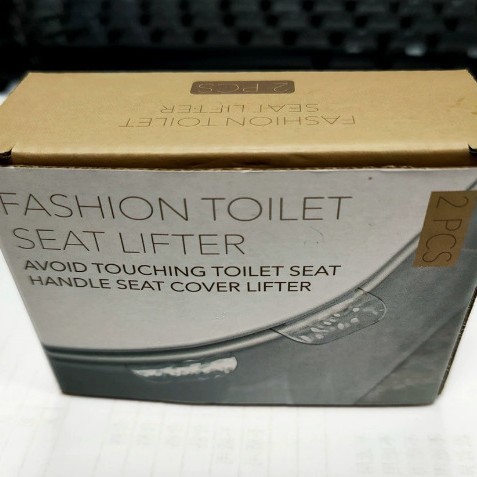 2 PCS
FASHION TOILET
SEAT LIFTER
FASHION TOILET
SEAT LIFTER
AVOID TOUCHING TOILET SEAT
HANDLE SEAT COVER LIFTER
2 PCS